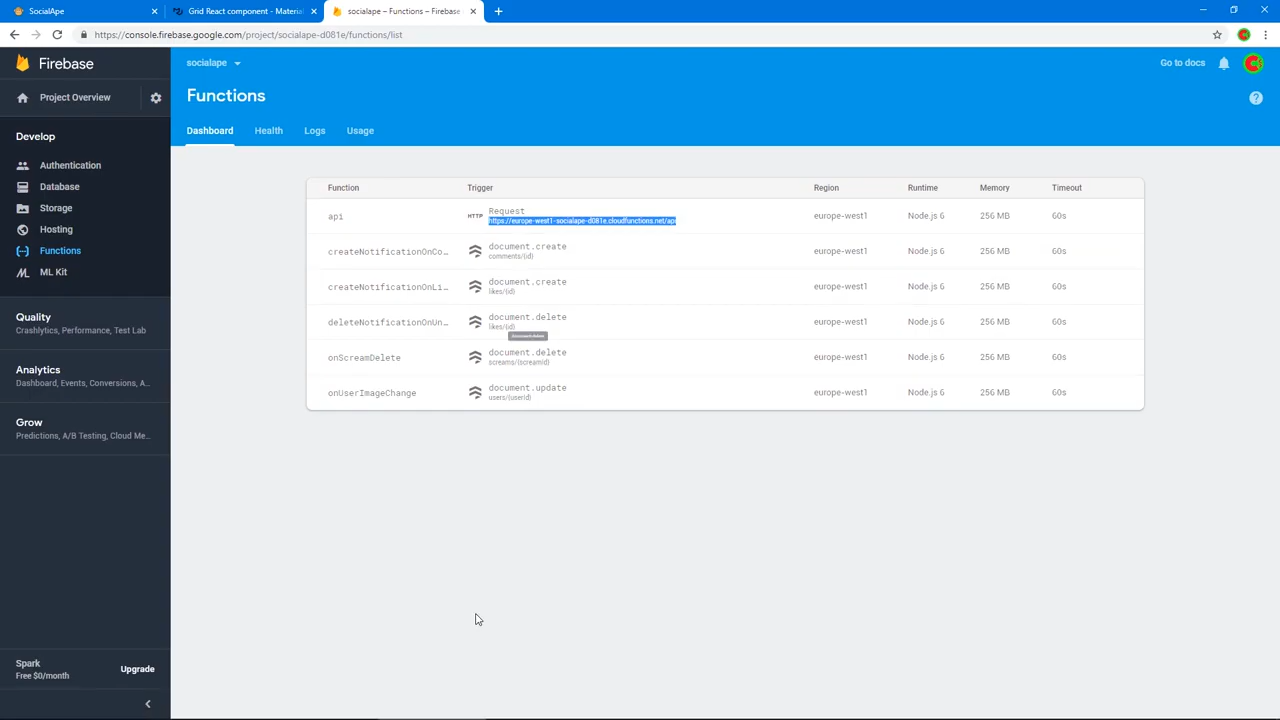 SocialApe
Grid React component - Material
socialape – Functions – Firebase
https://console.firebase.google.com/project/socialape-d081e/functions/list
Firebase
socialape
Go to docs
Functions
Project Overview
Dashboard Health Logs Usage
Develop
Authentication
Database
Storage
Hosting
Functions
ML Kit
Quality
Crashlytics, Performance, Test Lab
Analytics
Dashboard, Events, Conversions, A...
Grow
Predictions, A/B Testing, Cloud Me...
Spark
Free $0/month
Upgrade
Function Trigger Region Runtime Memory Timeout
api HTTP Request europe-west1 Node.js 6 256 MB 60s
https://europe-west1-socialape-d081e.cloudfunctions.net/api
createNotificationOnCo... document.create europe-west1 Node.js 6 256 MB 60s
comments/{id}
createNotificationOnLi... document.create europe-west1 Node.js 6 256 MB 60s
likes/{id}
deleteNotificationOnUn... document.delete europe-west1 Node.js 6 256 MB 60s
likes/{id}
onScreamDelete document.delete europe-west1 Node.js 6 256 MB 60s
screams/{screamId}
onUserImageChange document.update europe-west1 Node.js 6 256 MB 60s
users/{userId}